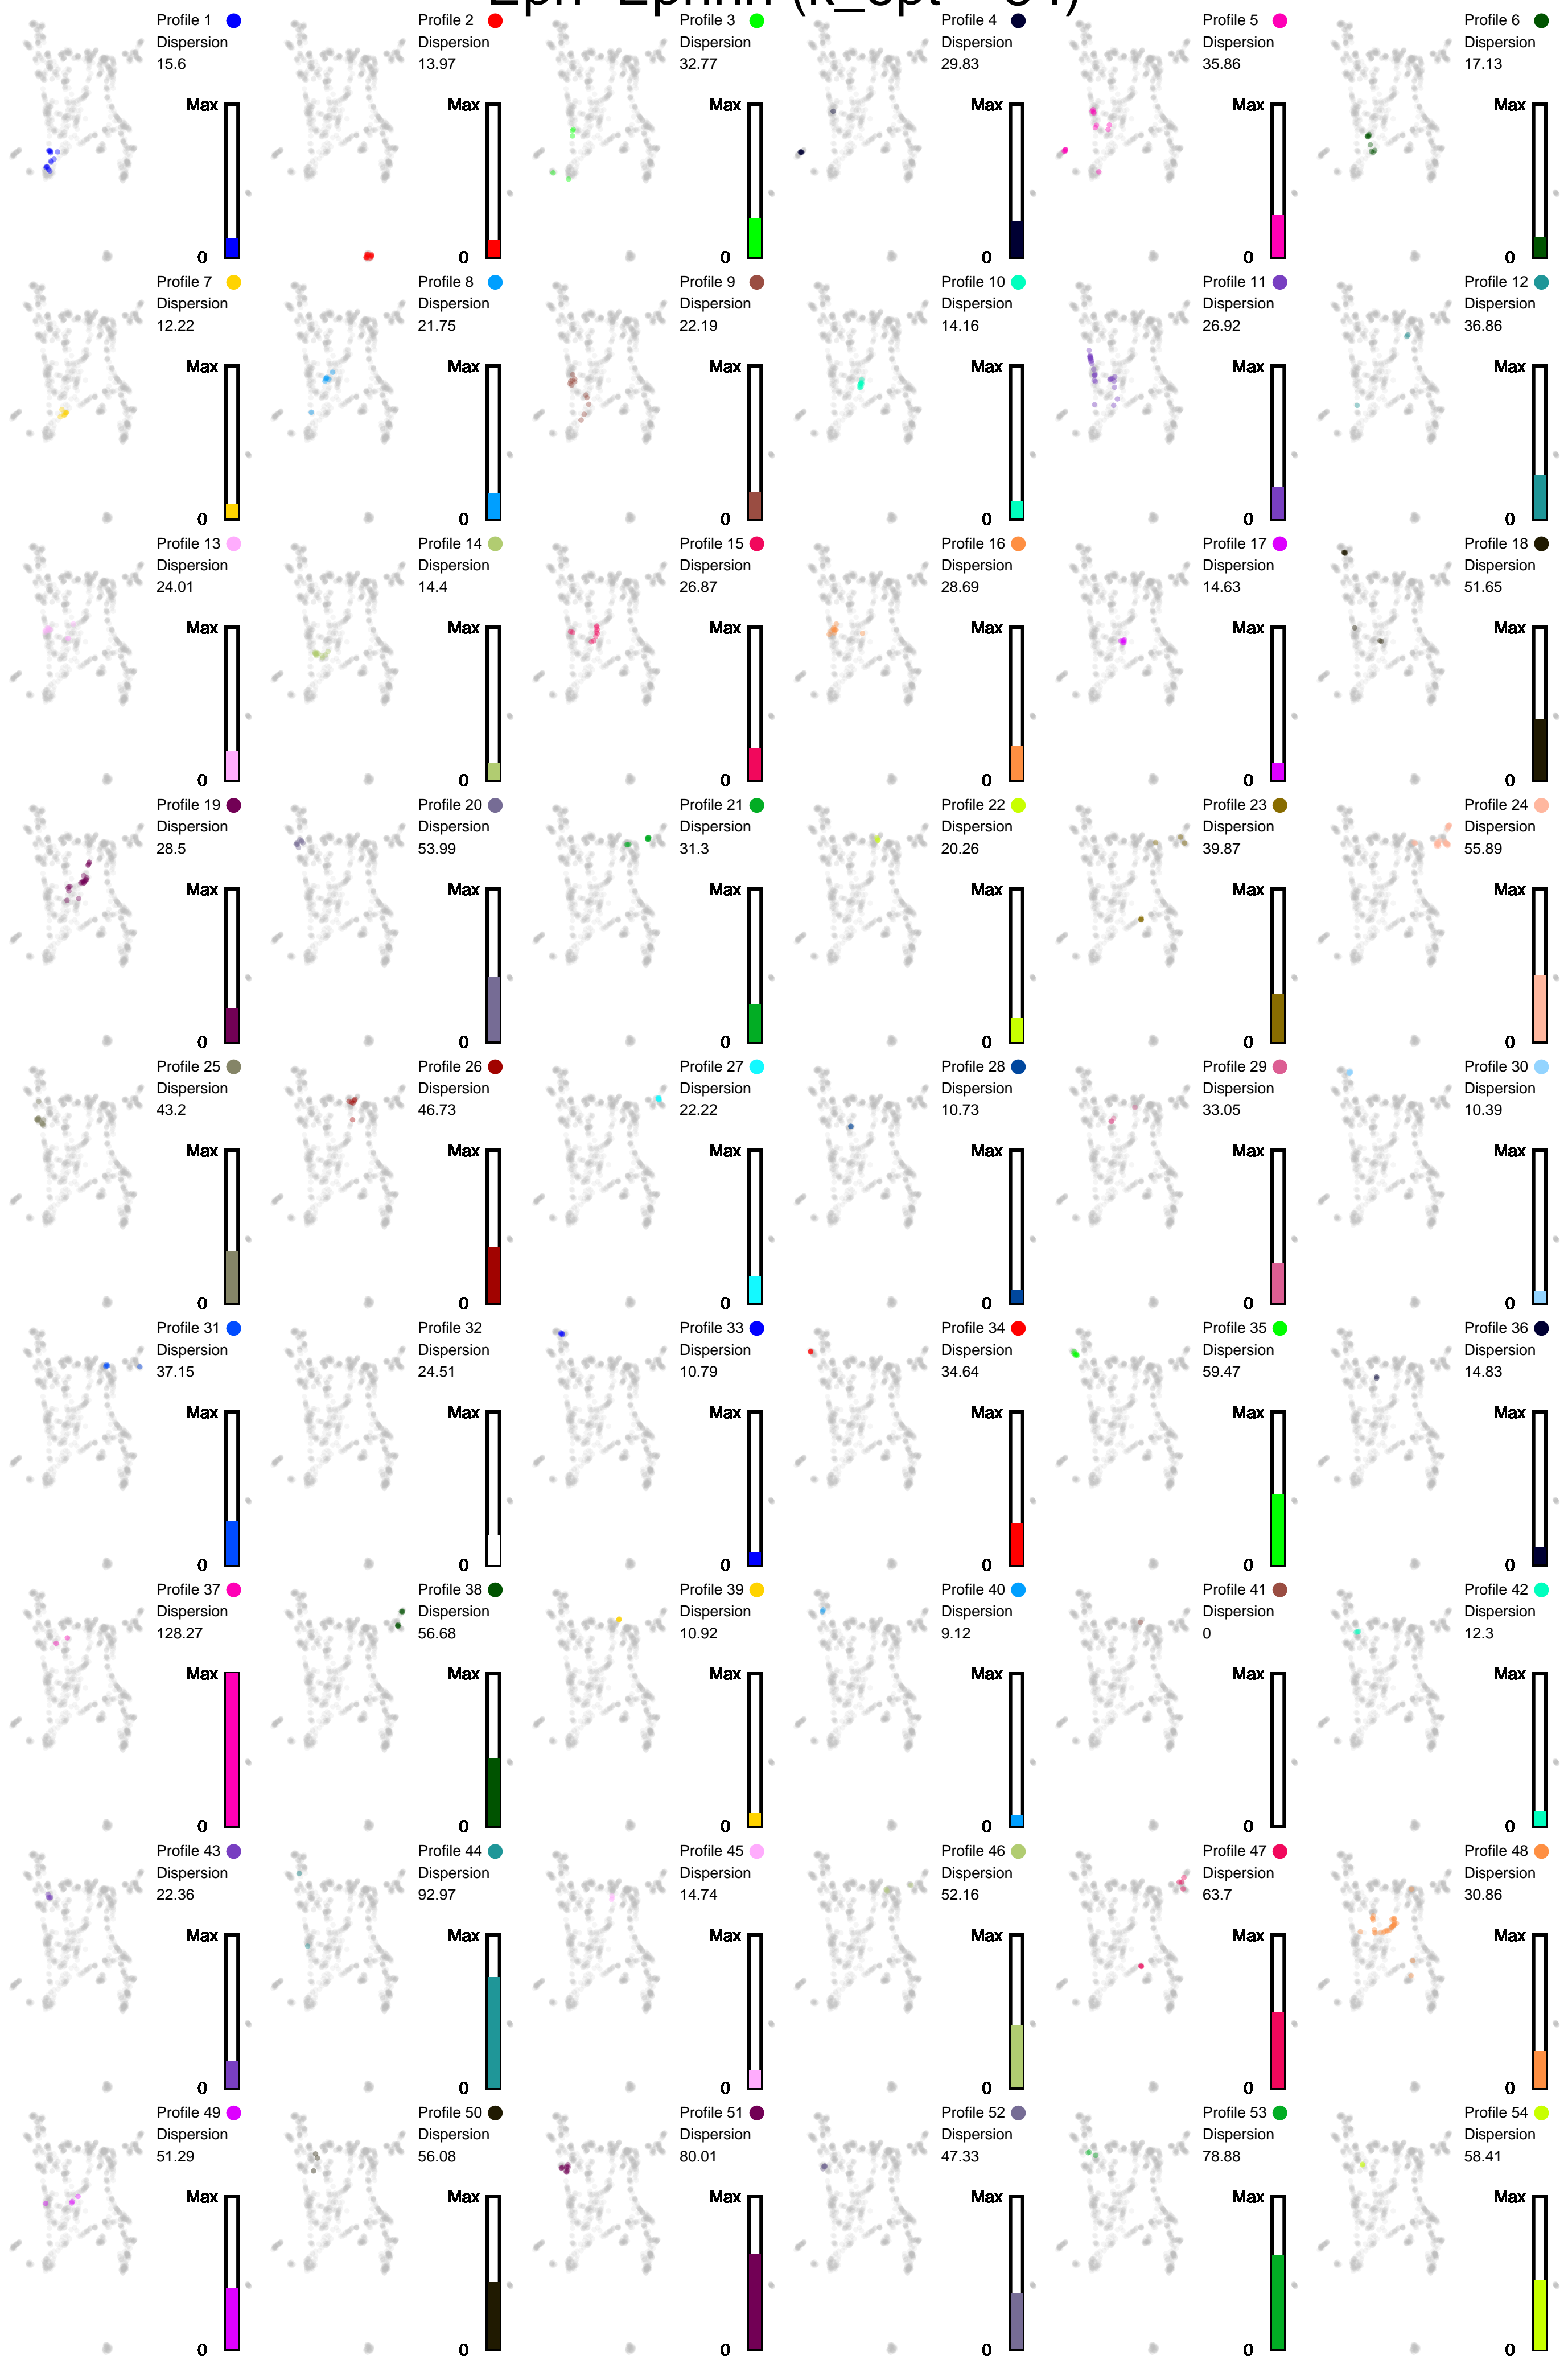 Profile 1
Dispersion
15.6
Max
0
Profile 2
Dispersion
13.97
Max
0
Profile 3
Dispersion
32.77
Max
0
Profile 4
Dispersion
29.83
Max
0
Profile 5
Dispersion
35.86
Max
0
Profile 6
Dispersion
17.13
Max
0
Profile 7
Dispersion
12.22
Max
0
Profile 8
Dispersion
21.75
Max
0
Profile 9
Dispersion
22.19
Max
0
Profile 10
Dispersion
14.16
Max
0
Profile 11
Dispersion
26.92
Max
0
Profile 12
Dispersion
36.86
Max
0
Profile 13
Dispersion
24.01
Max
0
Profile 14
Dispersion
14.4
Max
0
Profile 15
Dispersion
26.87
Max
0
Profile 16
Dispersion
28.69
Max
0
Profile 17
Dispersion
14.63
Max
0
Profile 18
Dispersion
51.65
Max
0
Profile 19
Dispersion
28.5
Max
0
Profile 20
Dispersion
53.99
Max
0
Profile 21
Dispersion
31.3
Max
0
Profile 22
Dispersion
20.26
Max
0
Profile 23
Dispersion
39.87
Max
0
Profile 24
Dispersion
55.89
Max
0
Profile 25
Dispersion
43.2
Max
0
Profile 26
Dispersion
46.73
Max
0
Profile 27
Dispersion
22.22
Max
0
Profile 28
Dispersion
10.73
Max
0
Profile 29
Dispersion
33.05
Max
0
Profile 30
Dispersion
10.39
Max
0
Profile 31
Dispersion
37.15
Max
0
Profile 32
Dispersion
24.51
Max
0
Profile 33
Dispersion
10.79
Max
0
Profile 34
Dispersion
34.64
Max
0
Profile 35
Dispersion
59.47
Max
0
Profile 36
Dispersion
14.83
Max
0
Profile 37
Dispersion
128.27
Max
0
Profile 38
Dispersion
56.68
Max
0
Profile 39
Dispersion
10.92
Max
0
Profile 40
Dispersion
9.12
Max
0
Profile 41
Dispersion
0
Max
0
Profile 42
Dispersion
12.3
Max
0
Profile 43
Dispersion
22.36
Max
0
Profile 44
Dispersion
92.97
Max
0
Profile 45
Dispersion
14.74
Max
0
Profile 46
Dispersion
52.16
Max
0
Profile 47
Dispersion
63.7
Max
0
Profile 48
Dispersion
30.86
Max
0
Profile 49
Dispersion
51.29
Max
0
Profile 50
Dispersion
56.08
Max
0
Profile 51
Dispersion
80.01
Max
0
Profile 52
Dispersion
47.33
Max
0
Profile 53
Dispersion
78.88
Max
0
Profile 54
Dispersion
58.41
Max
0